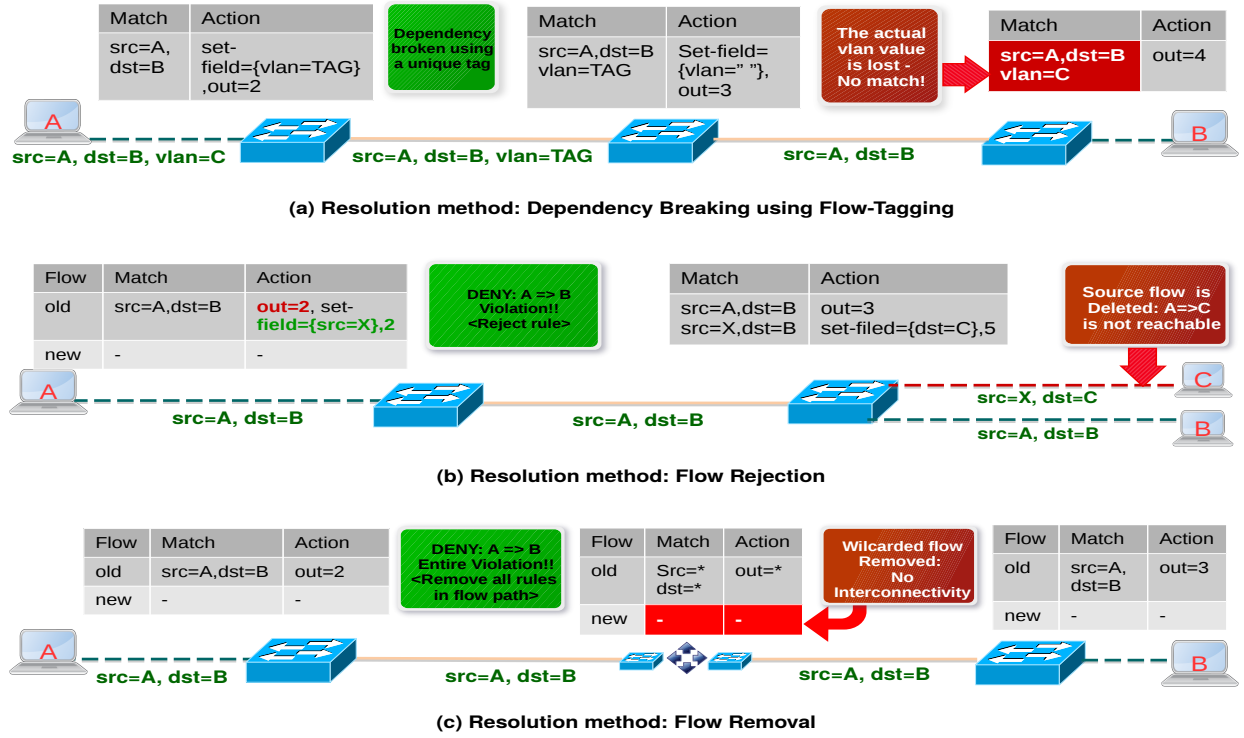 Match Action
src=A, dst=B
set-field={vlan=TAG},out=2
Dependency
broken using
a unique tag
Match Action
src=A,dst=B
vlan=TAG
Set-field=
{vlan=” ”},
out=3
The actual
vlan value
is lost -
No match!
Match Action
src=A,dst=B
vlan=C
out=4
A
B
src=A, dst=B, vlan=C
src=A, dst=B, vlan=TAG
src=A, dst=B
(a) Resolution method: Dependency Breaking using Flow-Tagging
Flow Match Action
old src=A,dst=B out=2, set-
field={src=X},2
new - -
DENY: A => B
Violation!!
<Reject rule>
Match Action
src=A,dst=B out=3
src=X,dst=B set-filed={dst=C},5
Source flow is
Deleted: A=>C
is not reachable
A
C
src=A, dst=B
src=A, dst=B
src=X, dst=C
B
src=A, dst=B
(b) Resolution method: Flow Rejection
Flow Match Action
old src=A,dst=B out=2
new - -
DENY: A => B
Entire Violation!!
<Remove all rules
in flow path>
Flow Match Action
old Src=* out=*
dst=*
new - -
Wilcarded flow
Removed:
No
Interconnectivity
Flow Match Action
old src=A, out=3
dst=B
new - -
A
B
src=A, dst=B
src=A, dst=B
src=A, dst=B
(c) Resolution method: Flow Removal